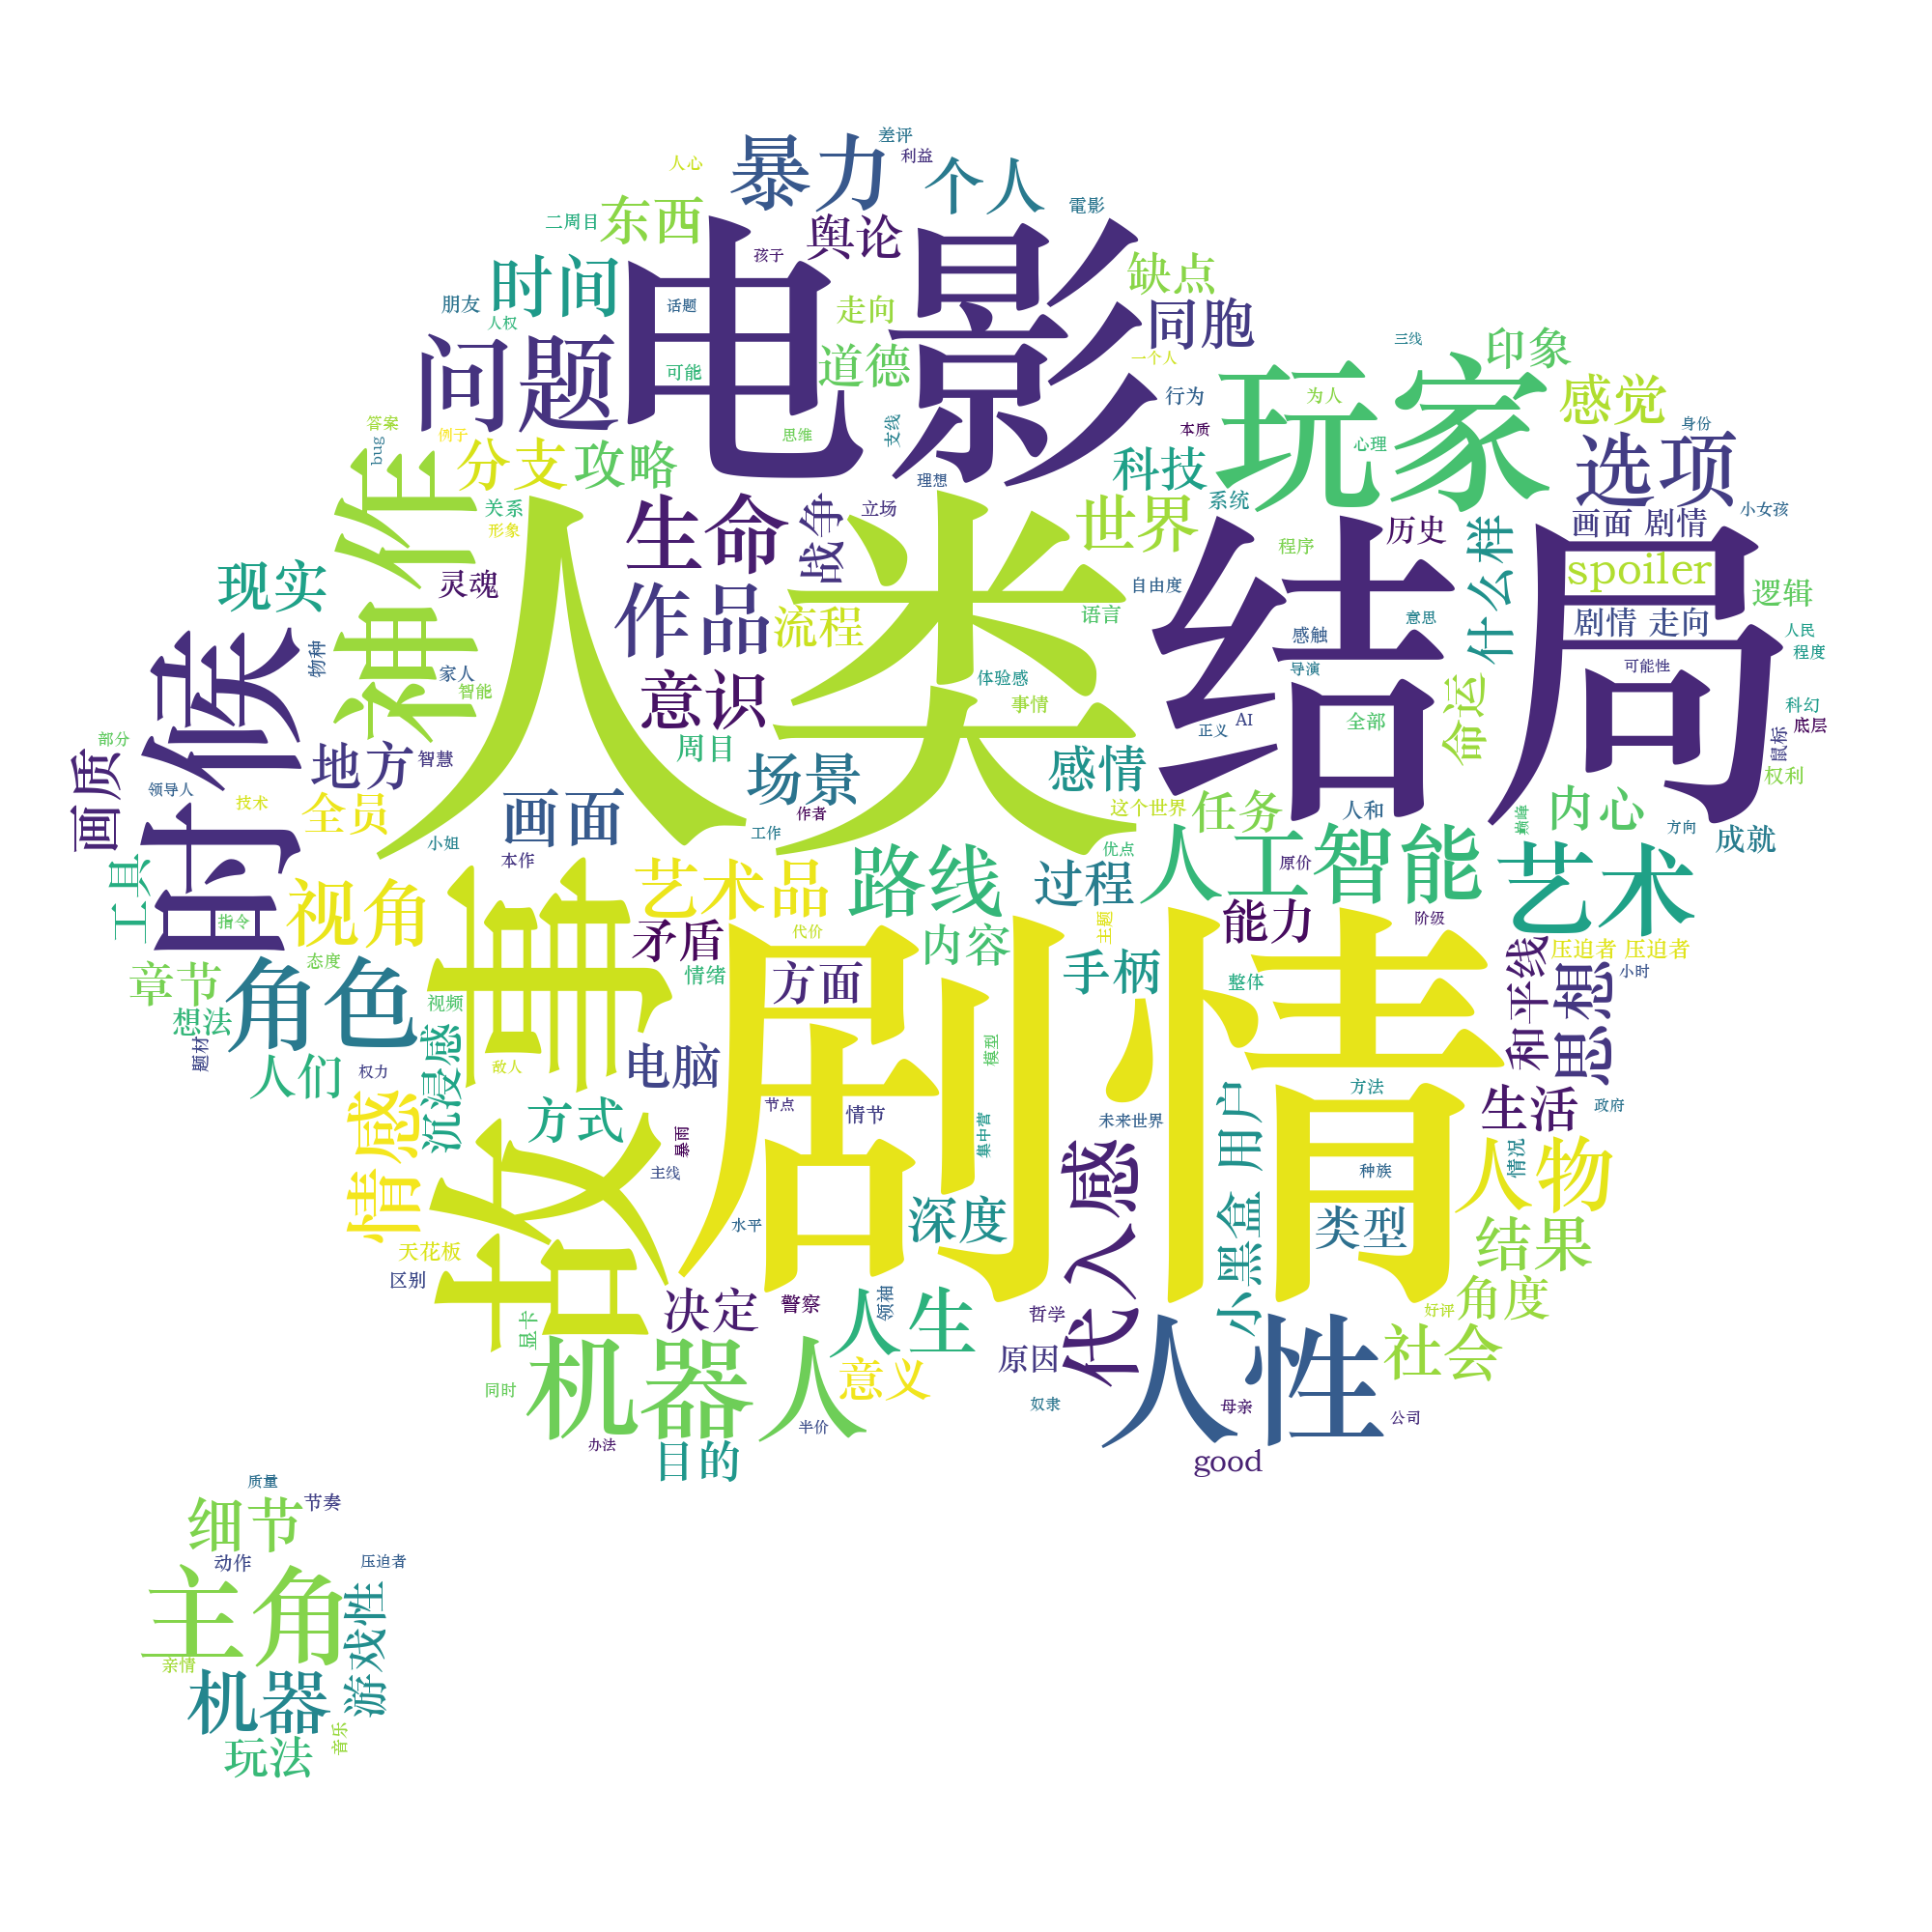 差评
人心
暴力
利益
个人
東西
二周目
舆论
電影
孩子
时间
缺点
朋友
话题
走向
同胞
人权
电影
问题
可能
道德
一个人
三线
印象
玩家
为人
感觉
行为
答案
例子
思维
支线
本质
心理
身份
bug
分支
攻略
科技
选项
理想
神作
关系
形象
生命
战争
立场
世界
系统
历史
画面 剧情
小女孩
人类
结局
什么样
程序
spoiler
现实
灵魂
作品
流程
语言
自由度
逻辑
剧情 走向
感触
意思
人民
程度
时候
物种
家人
智能
意识
体验感
事情
导演
可能性
命运
科幻
底层
部分
画质
地方
智慧
周目
场景
感情
正义
AI
全部
鼠标
权利
领导人
技术
全员
画面
小姐
工作
作者
这个世界
任务
人和
内心
巅峰
方向
成就
本作
优点
工具
视角
艺术品
路线
过程
人工智能
原价
艺术
指令
故事
矛盾
代价
内容
主题
能力
阶级
压迫者 压迫者
章节
态度
情绪
方面
手柄
整体
和平线
思想
小时
角色
视频
想法
题材
沉浸感
剧情
人们
权力
敌人
电脑
模型
方法
生活
政府
情感
方式
节点
情节
未来世界
小黑盒 用户
暴雨
主线
集中营
代入感
种族
情况
人物
天花板
区别
水平
深度
类型
结果
显卡
决定
警察
人生
领袖
哲学
好评
角度
机器人
意义
原因
人性
社会
同时
半价
奴隶
母亲
公司
办法
目的
good
质量
细节
节奏
动作
压迫者
主角
游戏性
亲情
机器
音乐
玩法